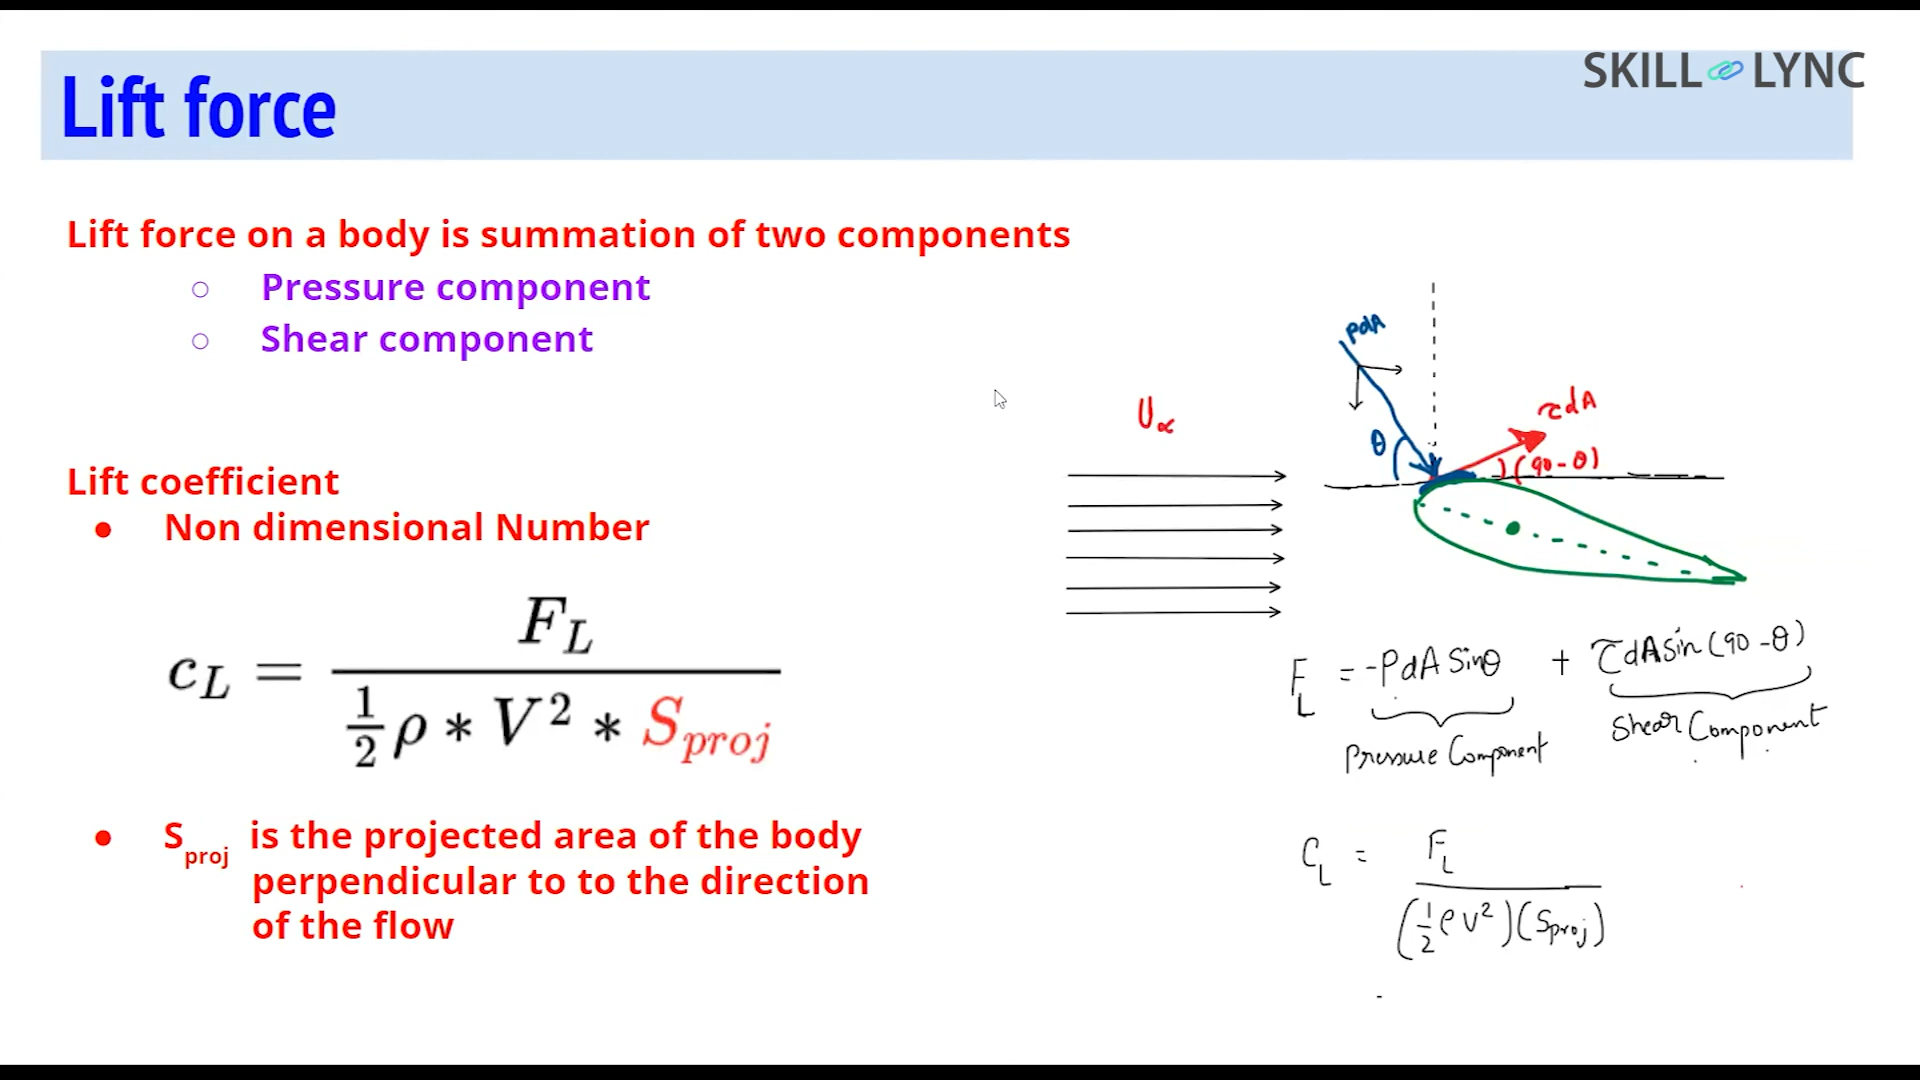 SKILL LYNC
Lift force
Lift force on a body is summation of two components
○ Pressure component
○ Shear component
Lift coefficient
● Non dimensional Number
c_L = F_L / (1/2 ρ * V^2 * S_proj)
● S_proj is the projected area of the body
perpendicular to to the direction
of the flow
PdA
θ
τdA
(90-θ)
U∝
F_L = -PdA Sinθ + τdA Sin(90-θ)
Pressure Component
Shear Component
C_L = F_L / (1/2 ρV^2)(S_proj)